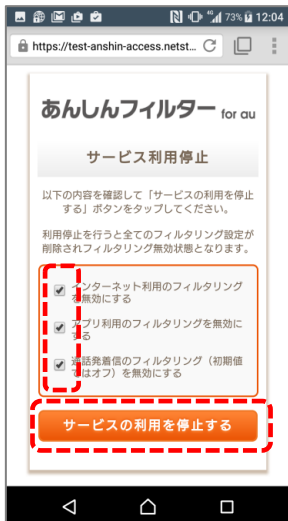 73% 12:04
https://test-anshin-access.netst...
あんしんフィルター for au
サービス利用停止
以下の内容を確認して「サービスの利用を停止
する」ボタンをタップしてください。
利用停止を行うと全てのフィルタリング設定が
削除されフィルタリング無効状態となります。
インターネット利用のフィルタリング
を無効にする
アプリ利用のフィルタリングを無効に
する
通話発着信のフィルタリング（初期値
ではオフ）を無効にする
サービスの利用を停止する